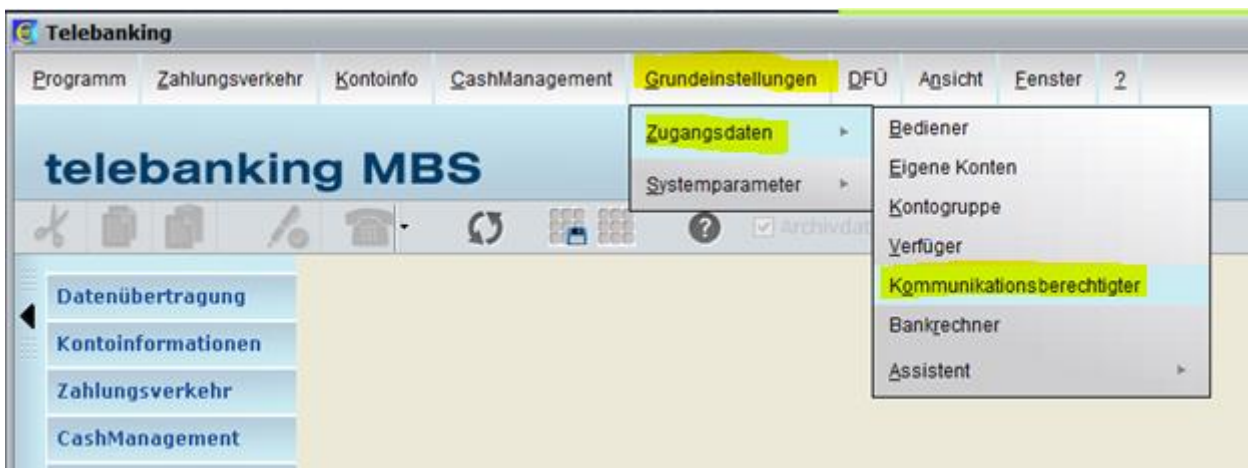 Telebanking
Programm Zahlungsverkehr Kontoinfo CashManagement Grundeinstellungen DFÜ Ansicht Fenster ?
telebanking MBS
Zugangsdaten
Systemparameter
Bediener
Eigene Konten
Kontogruppe
Verfüger
Kommunikationsberechtigter
Bankrechner
Assistent
Datenübertragung
Kontoinformationen
Zahlungsverkehr
CashManagement